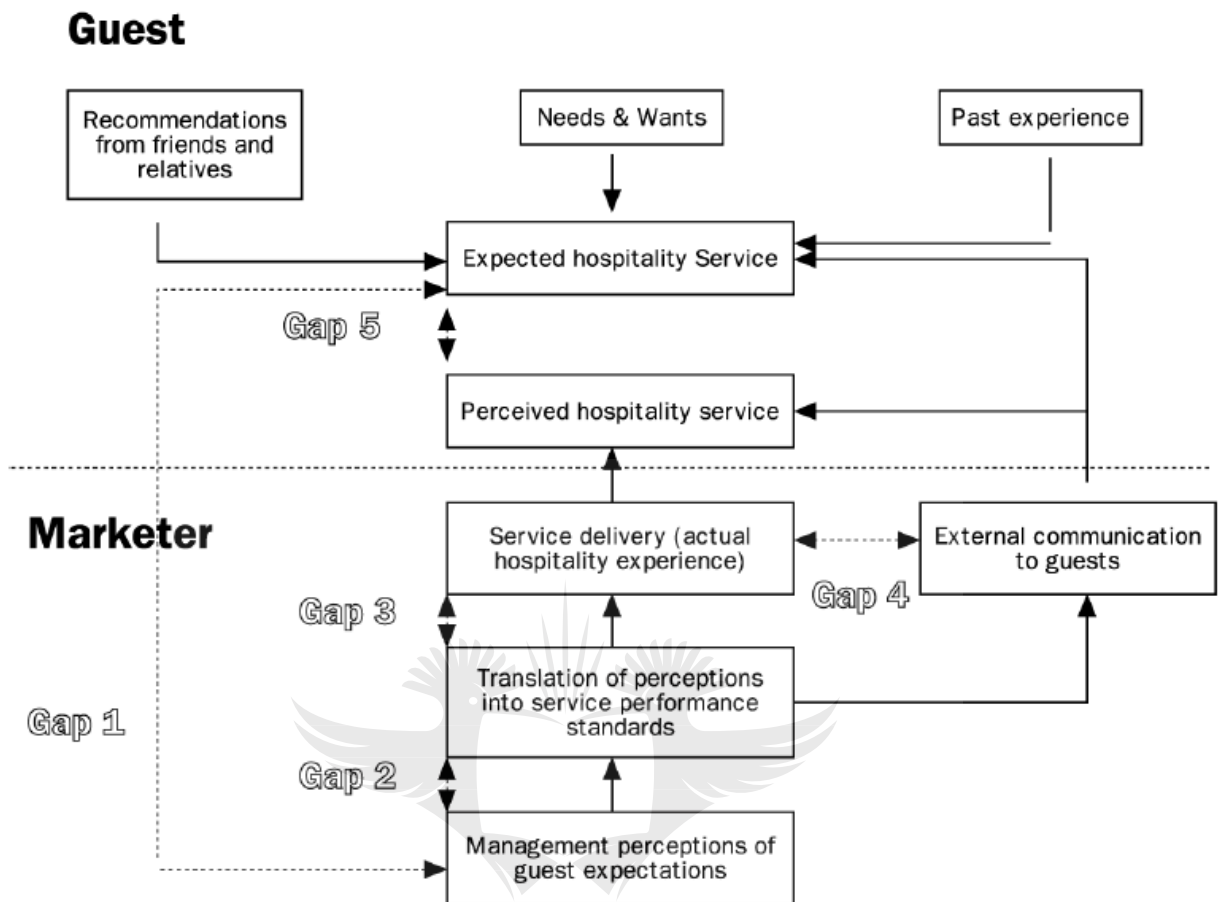 Guest
Recommendations
from friends and
relatives
Needs & Wants
Past experience
Expected hospitality Service
Gap 5
Perceived hospitality service
Marketer
Service delivery (actual
hospitality experience)
External communication
to guests
Gap 4
Gap 3
Translation of perceptions
into service performance
standards
Gap 1
Gap 2
Management perceptions of
guest expectations